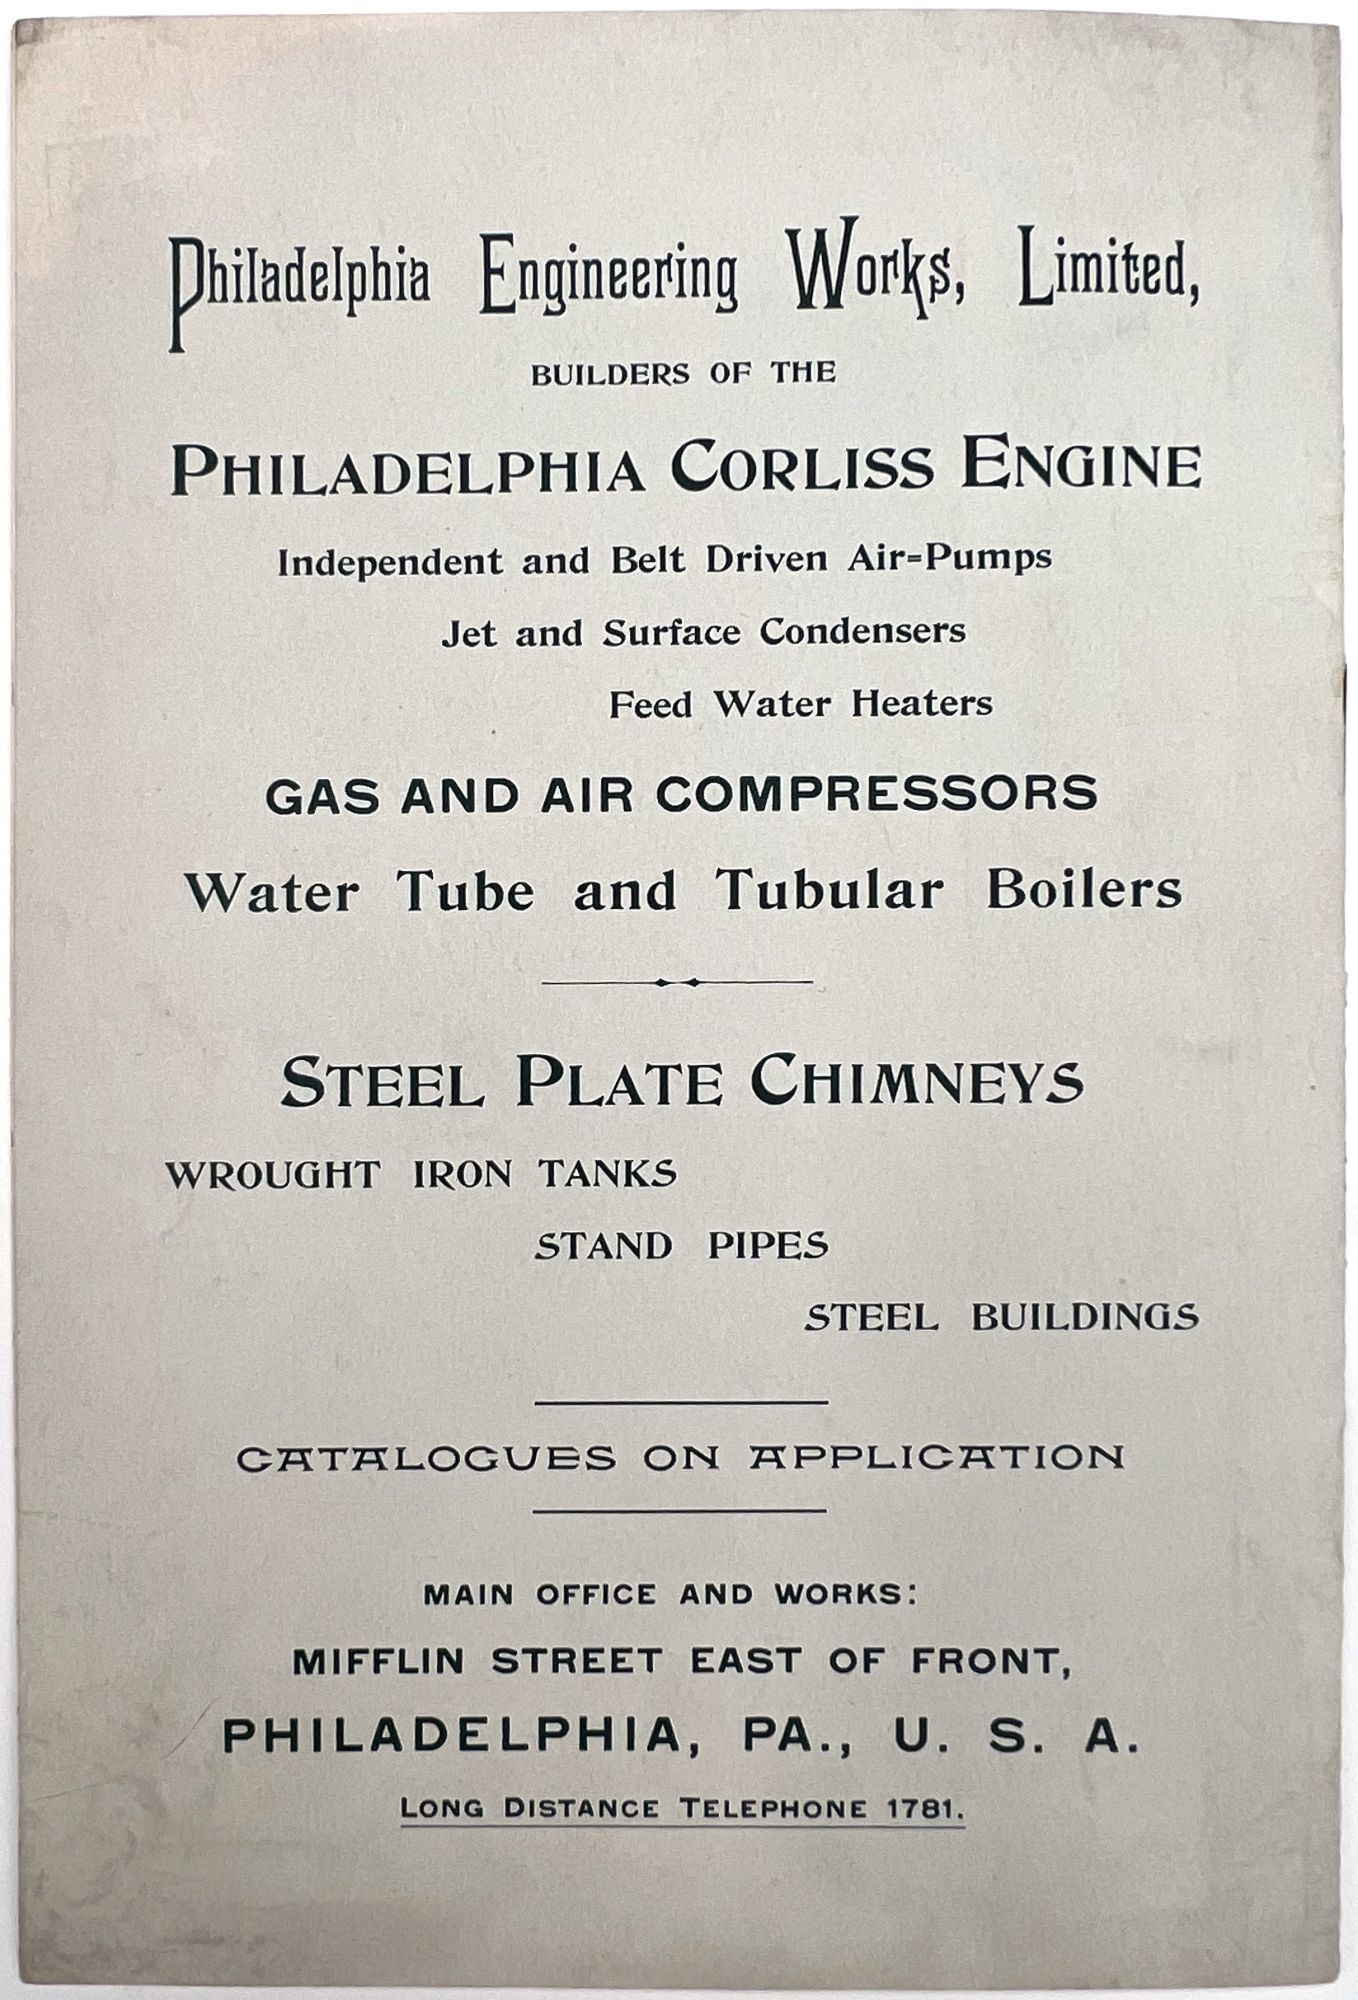 Philadelphia Engineering Works, Limited,
BUILDERS OF THE
PHILADELPHIA CORLISS ENGINE
Independent and Belt Driven Air=Pumps
Jet and Surface Condensers
Feed Water Heaters
GAS AND AIR COMPRESSORS
Water Tube and Tubular Boilers
STEEL PLATE CHIMNEYS
WROUGHT IRON TANKS
STAND PIPES
STEEL BUILDINGS
CATALOGUES ON APPLICATION
MAIN OFFICE AND WORKS:
MIFFLIN STREET EAST OF FRONT,
PHILADELPHIA, PA., U. S. A.
LONG DISTANCE TELEPHONE 1781.